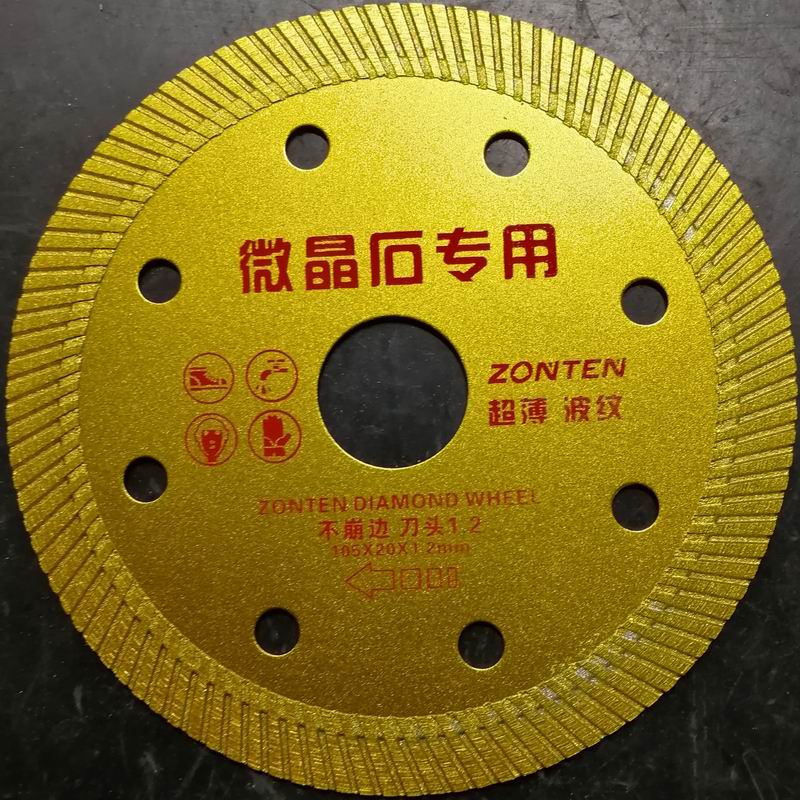 微晶石专用
ZONTEN
超薄 波纹
ZONTEN DIAMOND WHEEL
不崩边 刀头1.2
105X20X1.2mm